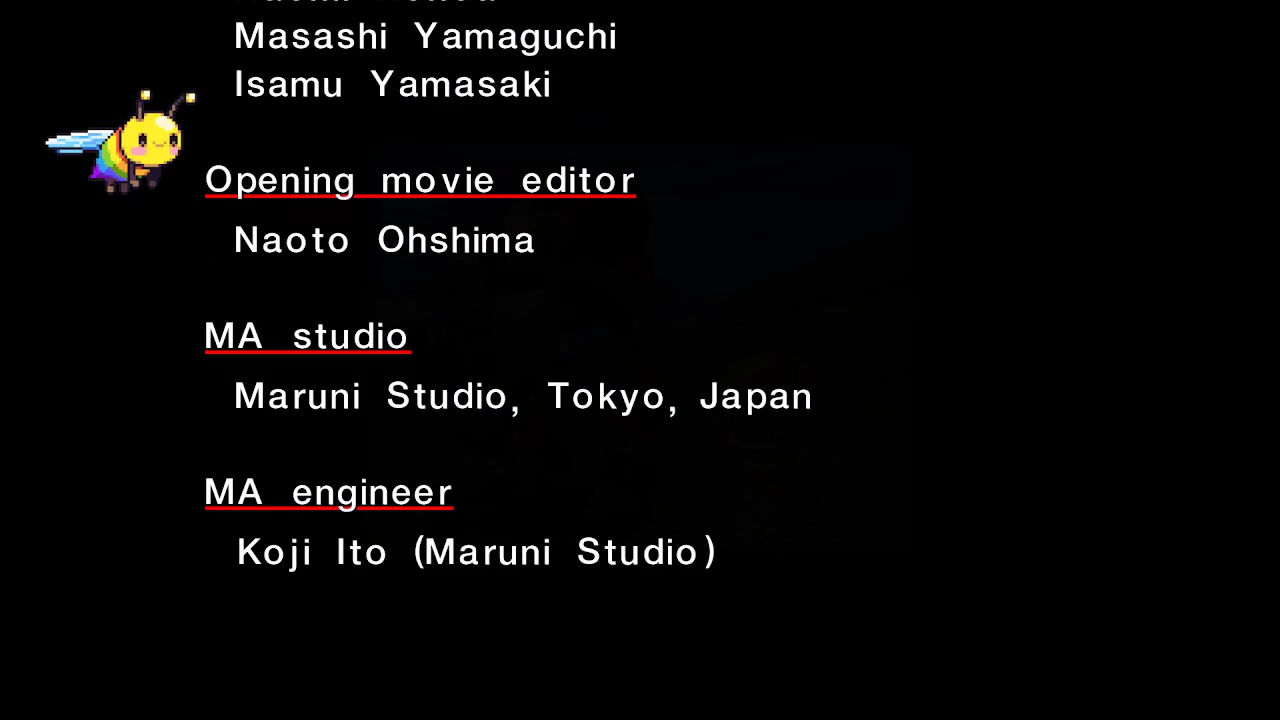 Masashi Yamaguchi
Isamu Yamasaki
Opening movie editor
Naoto Ohshima
MA studio
Maruni Studio, Tokyo, Japan
MA engineer
Koji Ito (Maruni Studio)